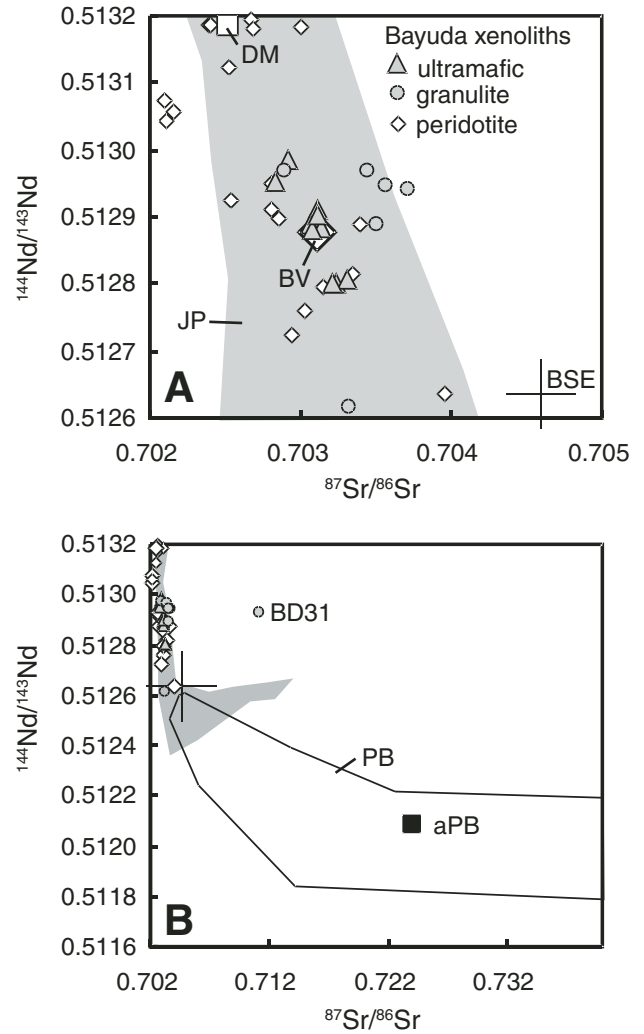 0.5132
0.5131
0.5130
0.5129
0.5128
0.5127
0.5126
¹⁴⁴Nd/¹⁴³Nd
Bayuda xenoliths
ultramafic
granulite
peridotite
DM
BV
JP
BSE
A
0.702 0.703 0.704 0.705
⁸⁷Sr/⁸⁶Sr
0.5132
0.5130
0.5128
0.5126
0.5124
0.5122
0.5120
0.5118
0.5116
¹⁴⁴Nd/¹⁴³Nd
BD31
PB
aPB
B
0.702 0.712 0.722 0.732
⁸⁷Sr/⁸⁶Sr